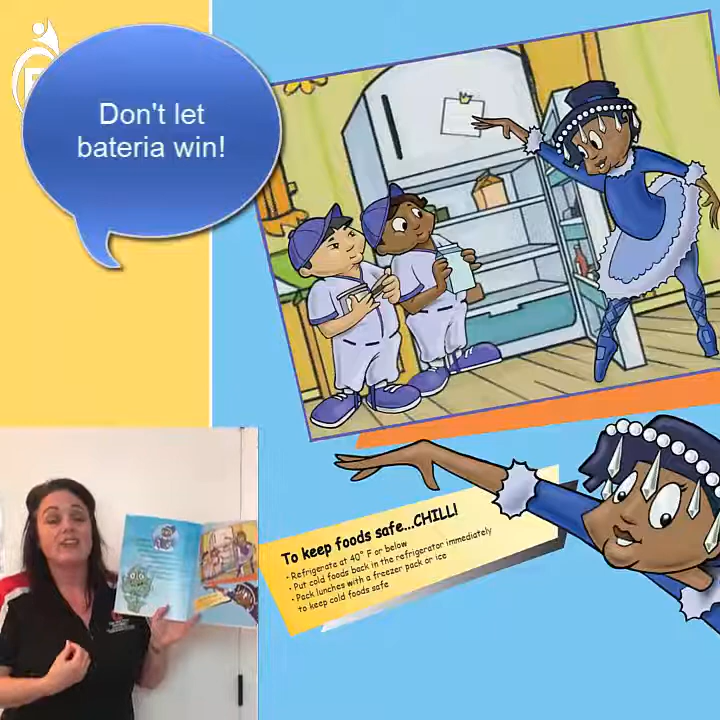 Don't let
bateria win!
To keep foods safe...CHILL!
- Refrigerate at 40° F or below
- Put cold foods back in the refrigerator immediately
- Pack lunches with a freezer pack or ice
to keep cold foods safe